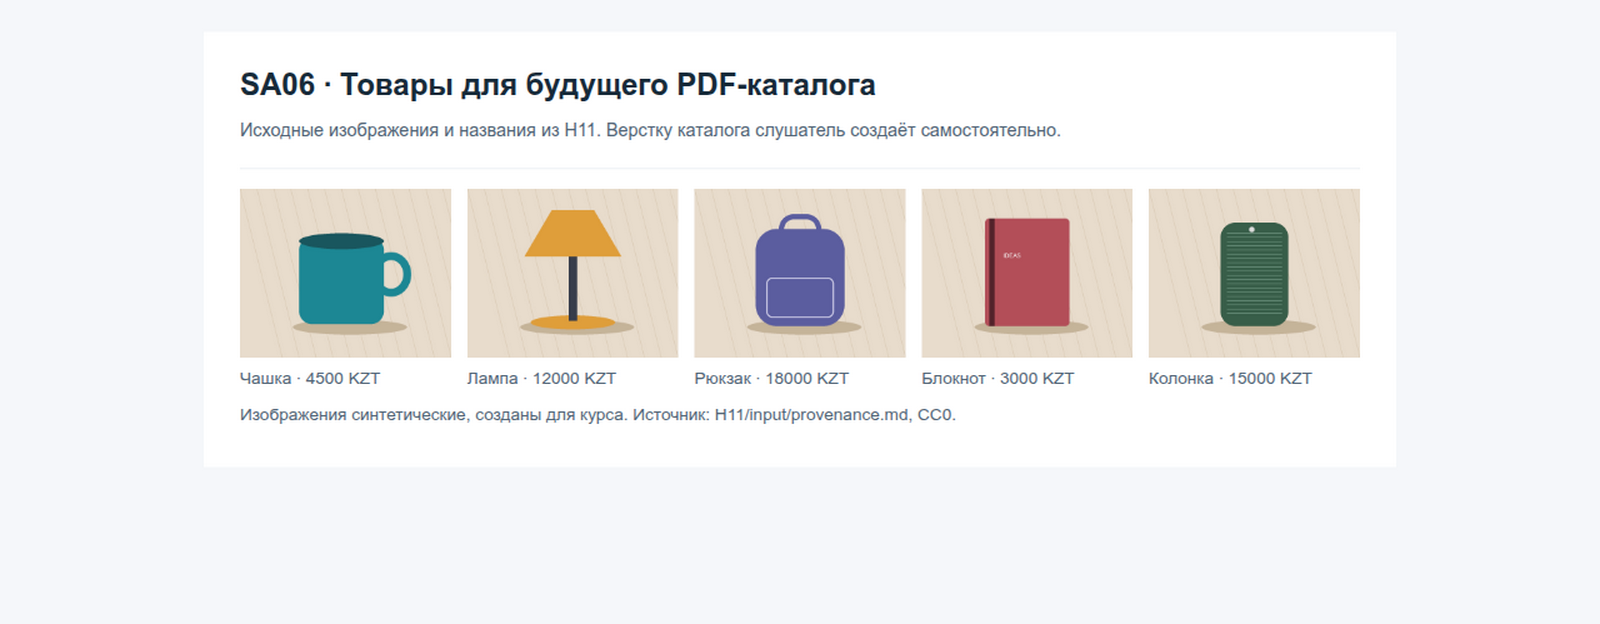 SA06 · Товары для будущего PDF-каталога
Исходные изображения и названия из H11. Верстку каталога слушатель создаёт самостоятельно.
IDEAS
Чашка · 4500 KZT
Лампа · 12000 KZT
Рюкзак · 18000 KZT
Блокнот · 3000 KZT
Колонка · 15000 KZT
Изображения синтетические, созданы для курса. Источник: H11/input/provenance.md, CC0.